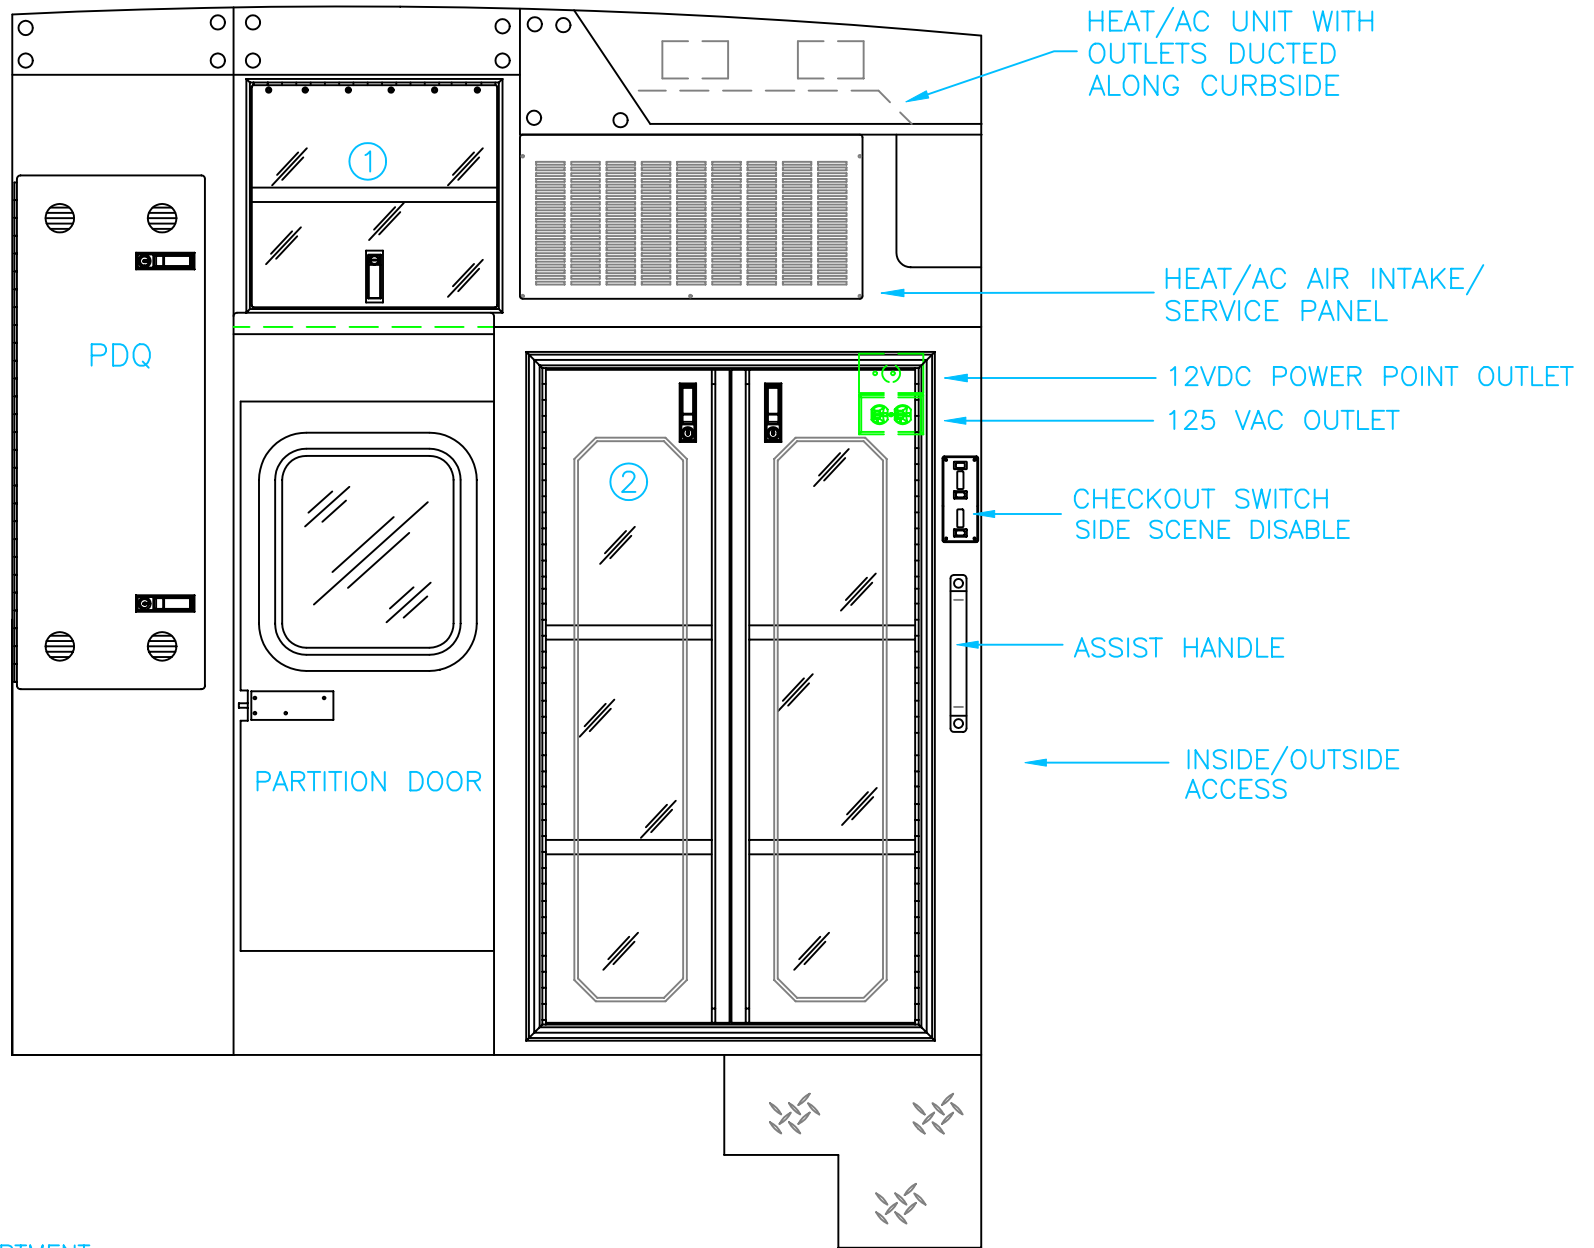 HEAT/AC UNIT WITH
OUTLETS DUCTED
ALONG CURBSIDE
1
HEAT/AC AIR INTAKE/
SERVICE PANEL
PDQ
12VDC POWER POINT OUTLET
125 VAC OUTLET
2
CHECKOUT SWITCH
SIDE SCENE DISABLE
ASSIST HANDLE
PARTITION DOOR
INSIDE/OUTSIDE
ACCESS